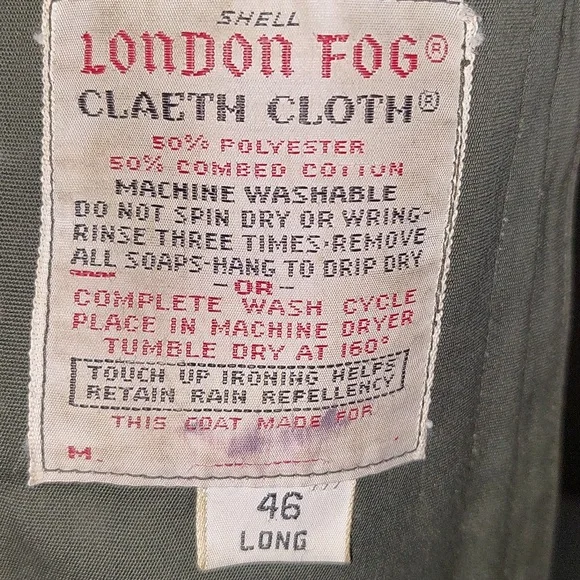 SHELL
LONDON FOG®
CLAETH CLOTH®
50% POLYESTER
50% COMBED COTTON
MACHINE WASHABLE
DO NOT SPIN DRY OR WRING-
RINSE THREE TIMES·REMOVE
ALL SOAPS-HANG TO DRIP DRY
-OR-
COMPLETE WASH CYCLE
PLACE IN MACHINE DRYER
TUMBLE DRY AT 160°
TOUCH UP IRONING HELPS
RETAIN RAIN REPELLENCY
THIS COAT MADE FOR
M.
46
LONG